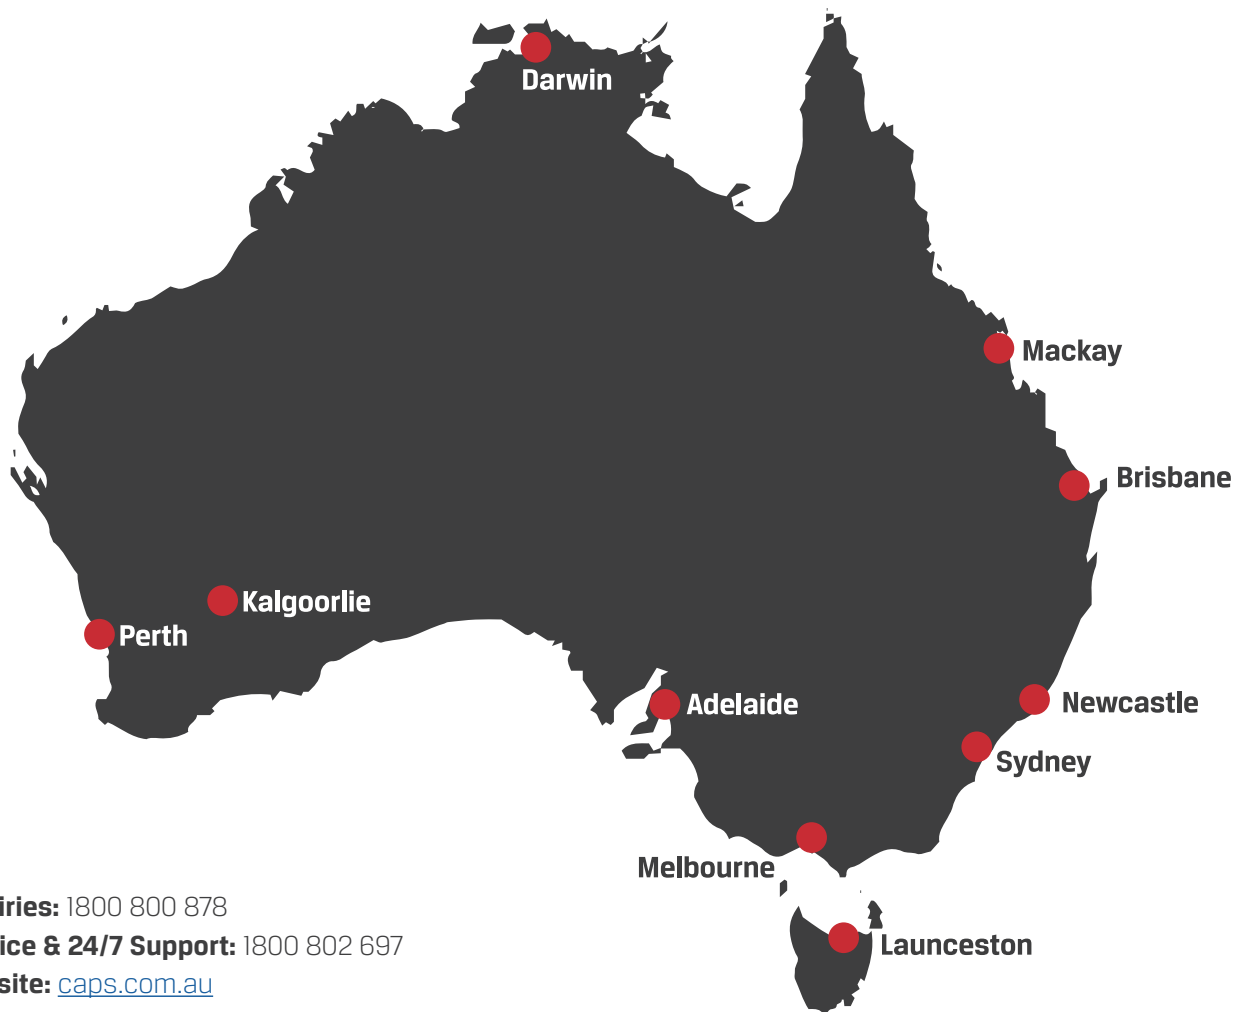 Darwin
Mackay
Brisbane
Kalgoorlie
Perth
Adelaide
Newcastle
Sydney
Melbourne
iries: 1800 800 878
Launceston
ice & 24/7 Support: 1800 802 697
site: caps.com.au